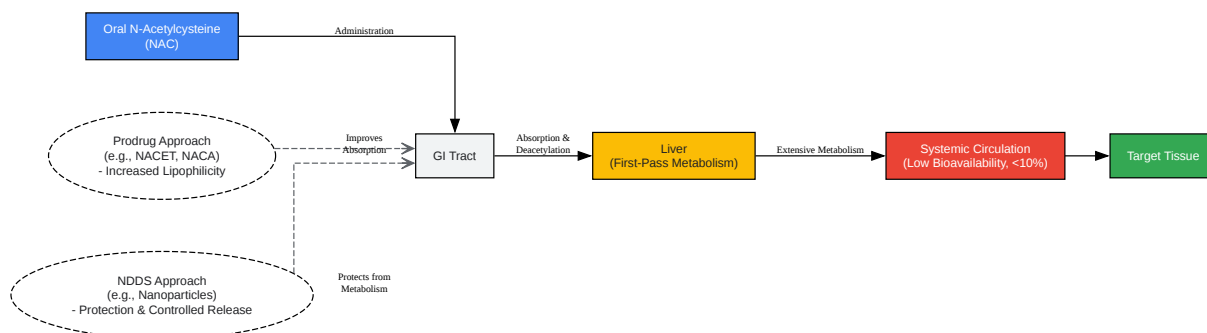 Oral N-Acetylcysteine
(NAC)
Administration
Prodrug Approach
(e.g., NACET, NACA)
- Increased Lipophilicity
Improves
Absorption
GI Tract
Absorption &
Deacetylation
Liver
(First-Pass Metabolism)
Extensive Metabolism
Systemic Circulation
(Low Bioavailability, <10%)
Target Tissue
NDDS Approach
(e.g., Nanoparticles)
- Protection & Controlled Release
Protects from
Metabolism